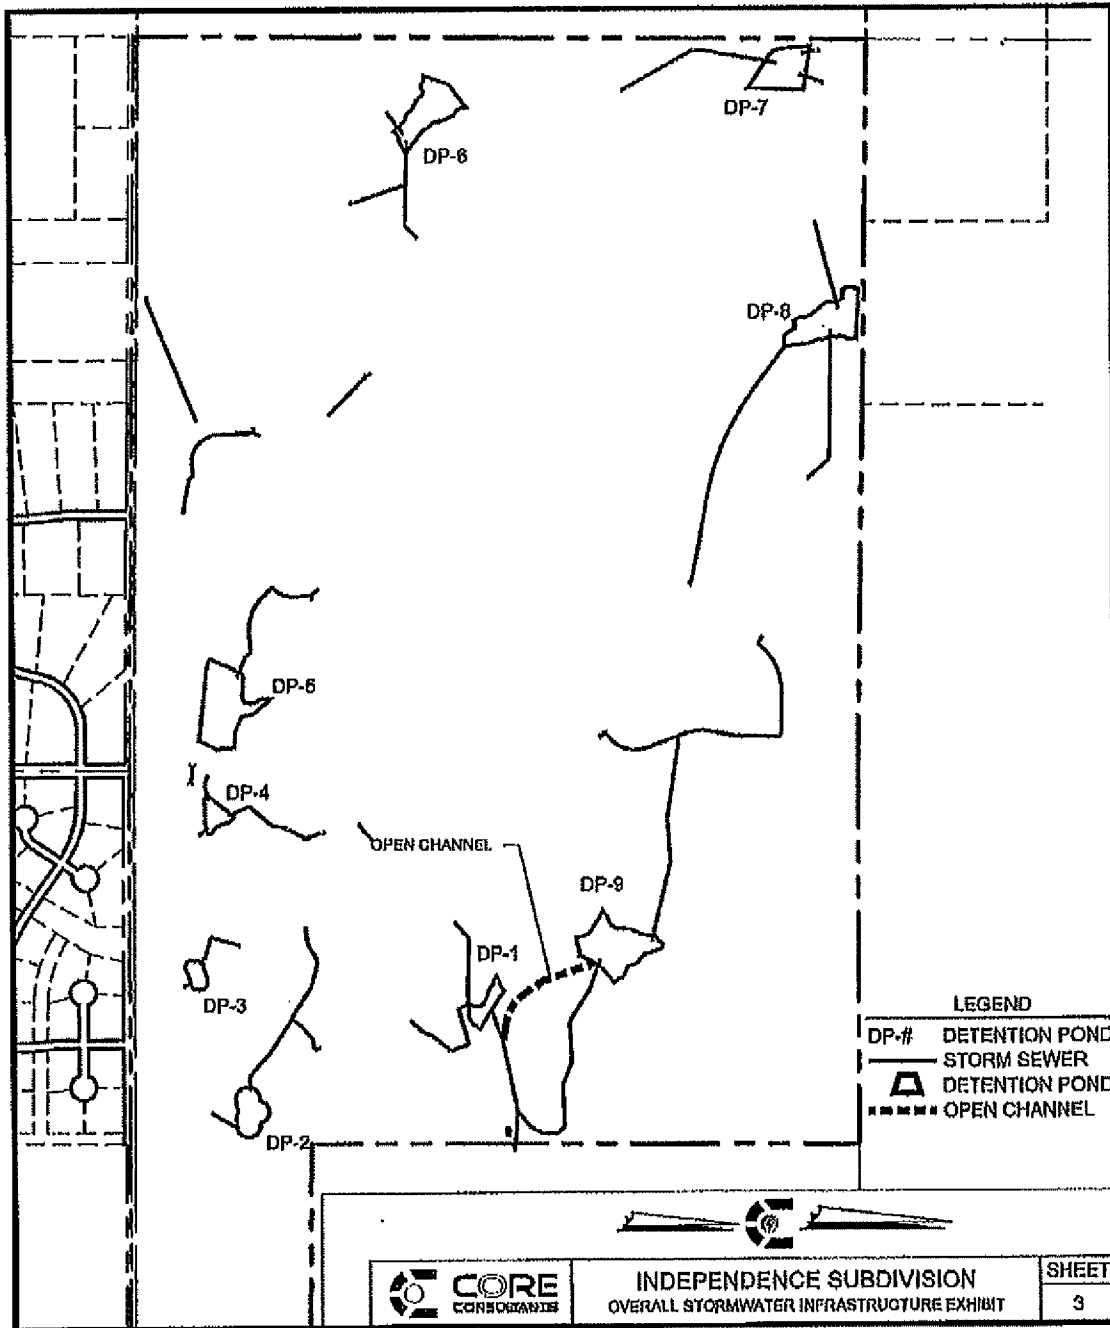 DP-7
DP-6
DP-8
DP-6
DP-4
OPEN CHANNEL
DP-9
DP-1
DP-3
DP-2
LEGEND
DP-# DETENTION POND
STORM SEWER
DETENTION POND
OPEN CHANNEL
CORE
CONSULTANTS
INDEPENDENCE SUBDIVISION
OVERALL STORMWATER INFRASTRUCTURE EXHIBIT
SHEET
3